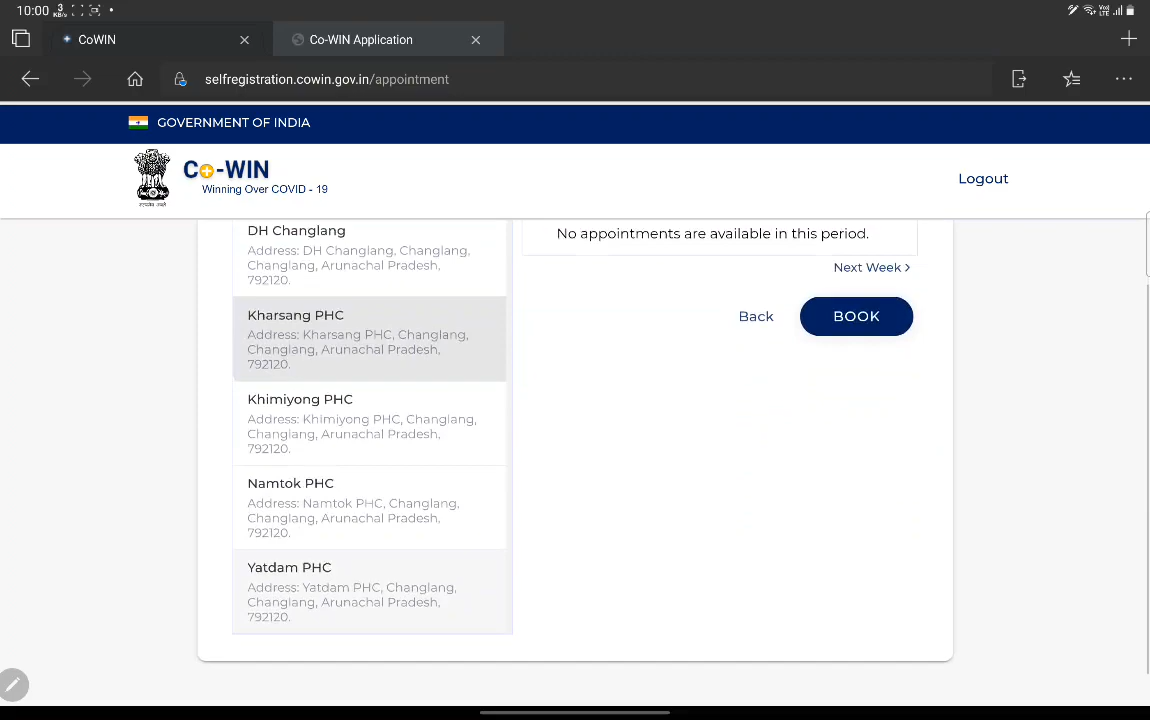 10:00 3 KB/s Vo) LTE
CoWIN
Co-WIN Application
selfregistration.cowin.gov.in/appointment
GOVERNMENT OF INDIA
Co-WIN
Winning Over COVID - 19
Logout
DH Changlang
Address: DH Changlang, Changlang,
Changlang, Arunachal Pradesh,
792120.
Kharsang PHC
Address: Kharsang PHC, Changlang,
Changlang, Arunachal Pradesh,
792120.
Khimiyong PHC
Address: Khimiyong PHC, Changlang,
Changlang, Arunachal Pradesh,
792120.
Namtok PHC
Address: Namtok PHC, Changlang,
Changlang, Arunachal Pradesh,
792120.
Yatdam PHC
Address: Yatdam PHC, Changlang,
Changlang, Arunachal Pradesh,
792120.
No appointments are available in this period.
Next Week >
Back
BOOK